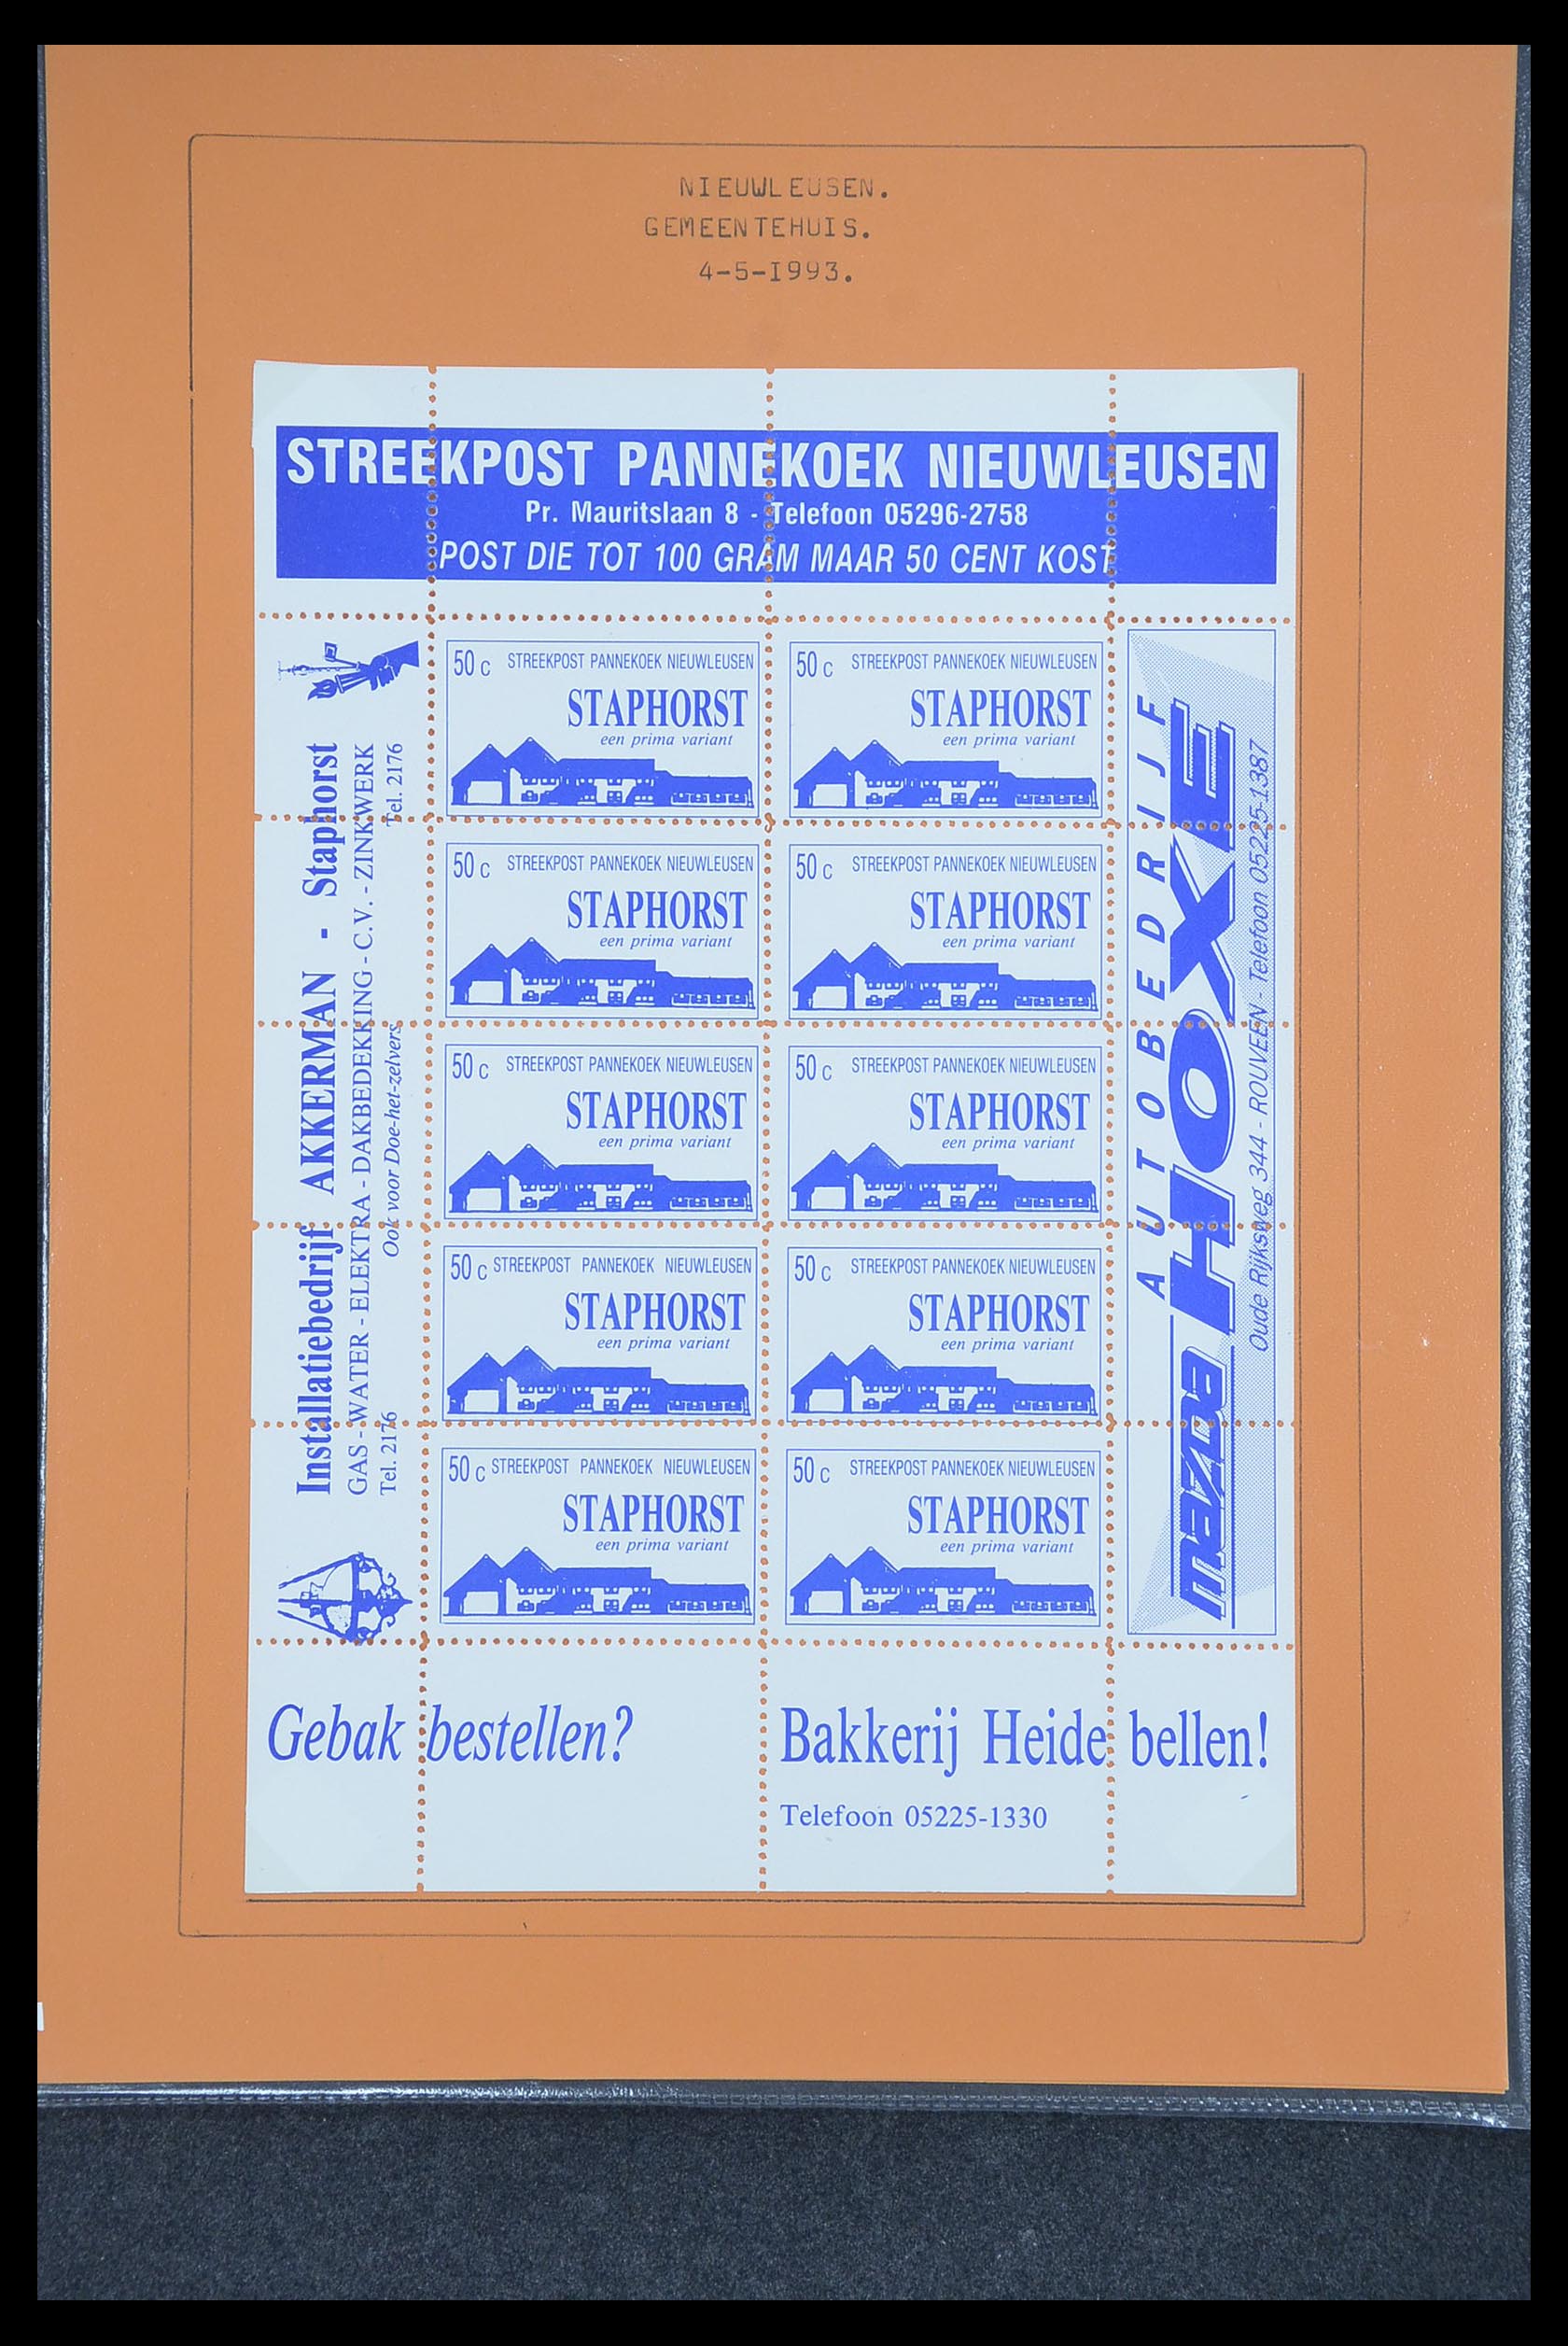 NIEUWLEUSEN.
GEMEENTEHUIS.
4-5-I993.
STREEKPOST PANNEKOEK NIEUWLEUSEN
Pr. Mauritslaan 8 - Telefoon 05296-2758
POST DIE TOT 100 GRAM MAAR 50 CENT KOST
Installatiebedrijf AKKERMAN - Staphorst
GAS - WATER - ELEKTRA - DAKBEDEKING - C.V. - ZINKWERK
Tel. 2176 Ook voor Doe-het-zelvers Tel. 2176
50 c STREEKPOST PANNEKOEK NIEUWLEUSEN
STAPHORST
een prima variant
50 c STREEKPOST PANNEKOEK NIEUWLEUSEN
STAPHORST
een prima variant
50 c STREEKPOST PANNEKOEK NIEUWLEUSEN
STAPHORST
een prima variant
50 c STREEKPOST PANNEKOEK NIEUWLEUSEN
STAPHORST
een prima variant
50 c STREEKPOST PANNEKOEK NIEUWLEUSEN
STAPHORST
een prima variant
50 c STREEKPOST PANNEKOEK NIEUWLEUSEN
STAPHORST
een prima variant
50 c STREEKPOST PANNEKOEK NIEUWLEUSEN
STAPHORST
een prima variant
50 c STREEKPOST PANNEKOEK NIEUWLEUSEN
STAPHORST
een prima variant
50 c STREEKPOST PANNEKOEK NIEUWLEUSEN
STAPHORST
een prima variant
50 c STREEKPOST PANNEKOEK NIEUWLEUSEN
STAPHORST
een prima variant
AUTOBEDRIJF
mazda HOXE
Oude Rijksweg 344 - ROUVEEN - Telefoon 05225-1387
Gebak bestellen? Bakkerij Heide bellen!
Telefoon 05225-1330